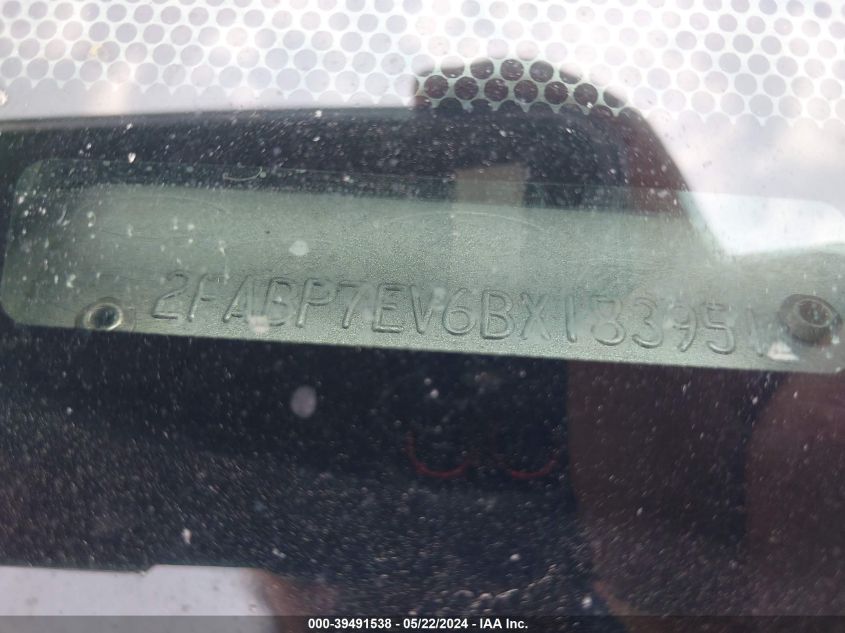 2FABP7EV6BX183951
000-39491538 - 05/22/2024 - IAA Inc.